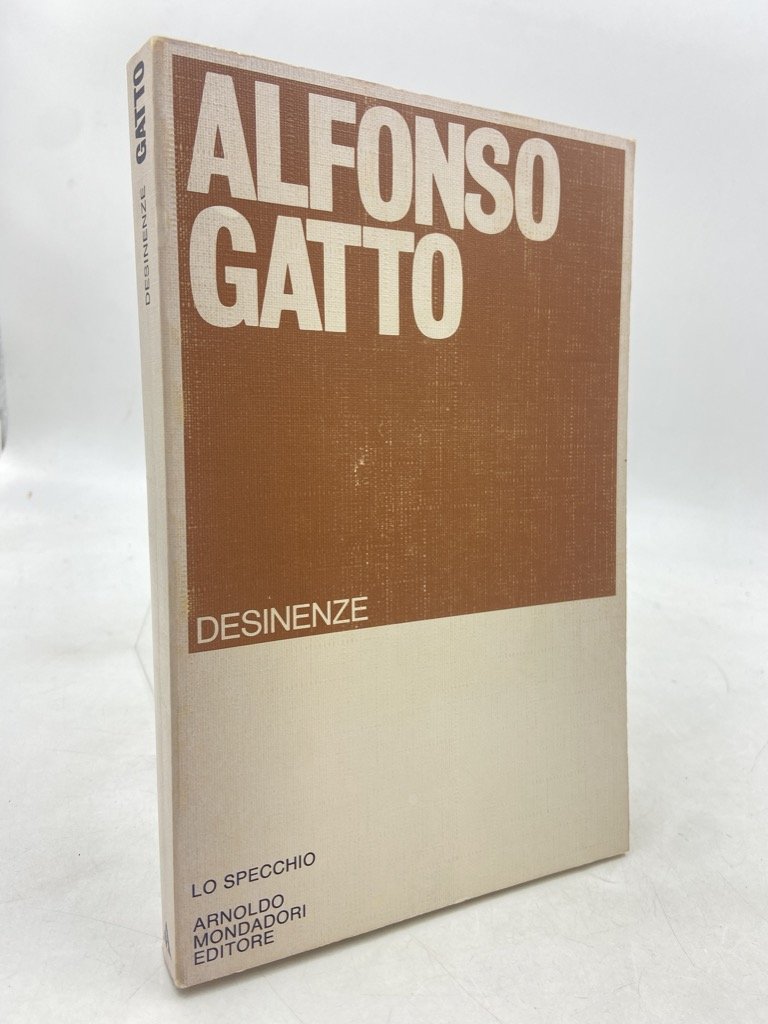 GATTO
DESINENZE
ALFONSO
GATTO
DESINENZE
LO SPECCHIO
ARNOLDO
MONDADORI
EDITORE